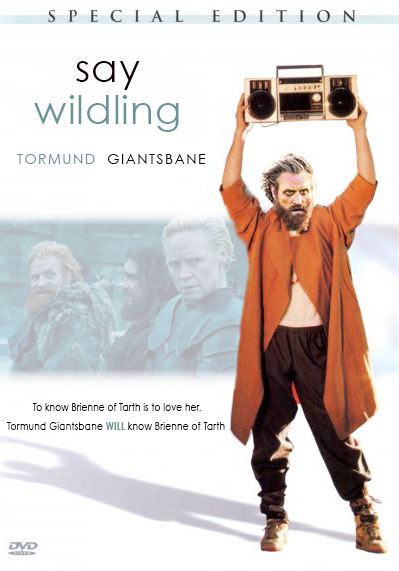 SPECIAL EDITION
say
wildling
TORMUND GIANTSBANE
To know Brienne of Tarth is to love her.
Tormund Giantsbane WILL know Brienne of Tarth
DVD
VIDEO